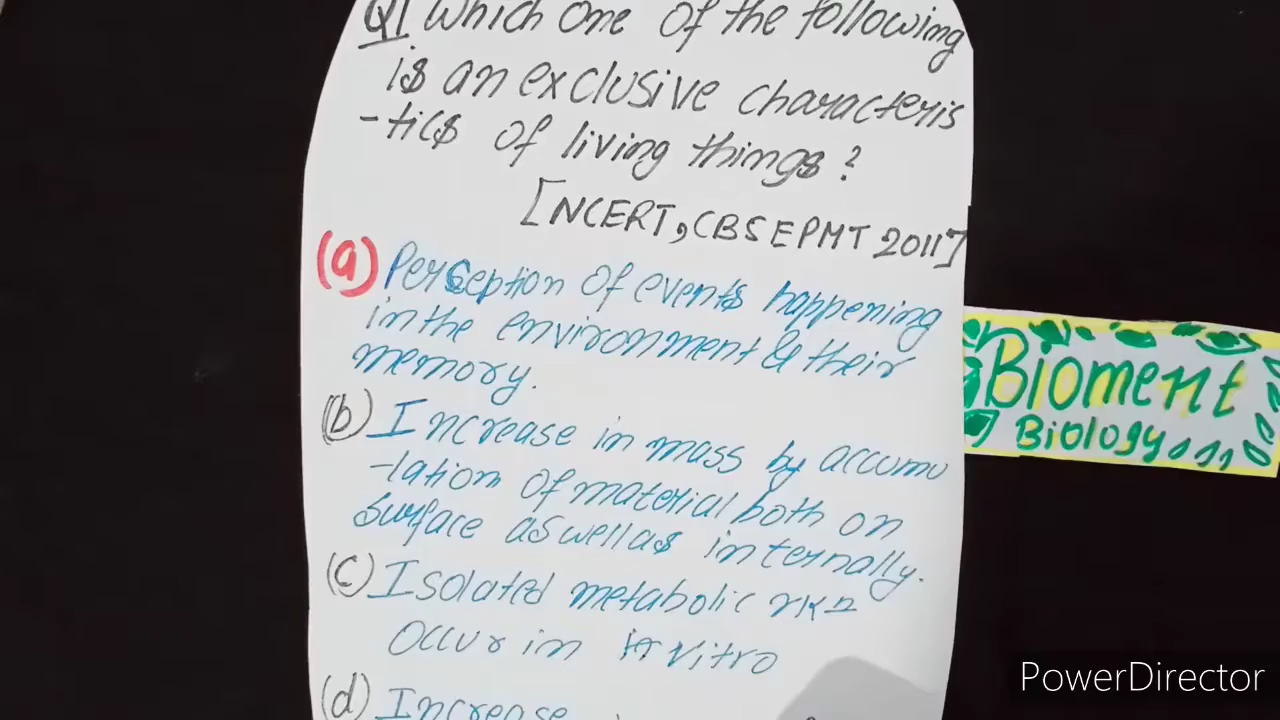 Q1 Which one of the following
is an exclusive characteris
-tics of living things?
[NCERT, CBSEPMT 2011]
(a) Perception of events happening
in the environment & their
memory.
(b) Increase in mass by accumu
-lation of material both on
surface as well as internally.
(c) Isolated metabolic rxn
occur in in vitro
(d) Increase
Bioment
Biology
PowerDirector